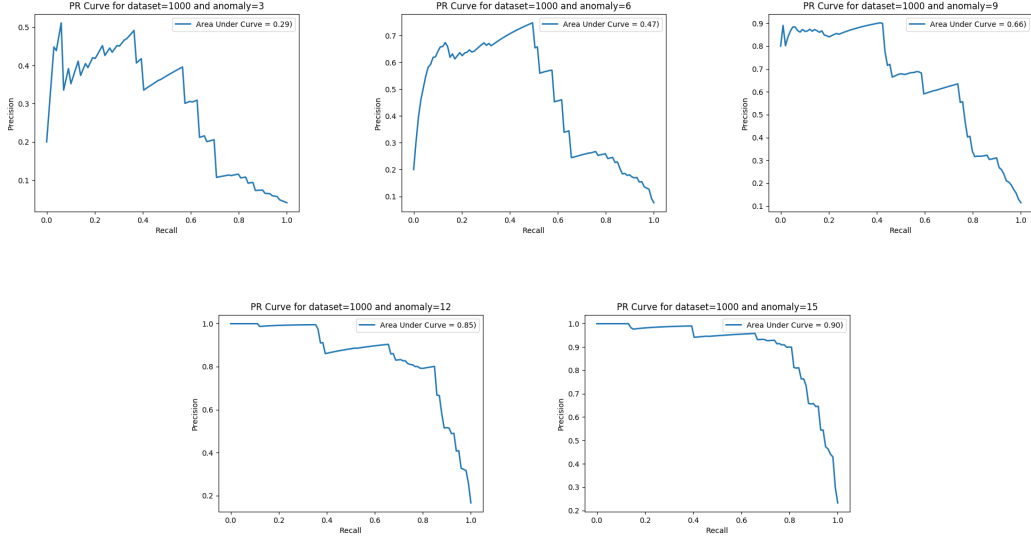 PR Curve for dataset=1000 and anomaly=3
Area Under Curve = 0.29)
Precision
0.5
0.4
0.3
0.2
0.1
0.0 0.2 0.4 0.6 0.8 1.0
Recall
PR Curve for dataset=1000 and anomaly=6
Area Under Curve = 0.47)
Precision
0.7
0.6
0.5
0.4
0.3
0.2
0.1
0.0 0.2 0.4 0.6 0.8 1.0
Recall
PR Curve for dataset=1000 and anomaly=9
Area Under Curve = 0.66)
Precision
0.9
0.8
0.7
0.6
0.5
0.4
0.3
0.2
0.1
0.0 0.2 0.4 0.6 0.8 1.0
Recall
PR Curve for dataset=1000 and anomaly=12
Area Under Curve = 0.85)
Precision
1.0
0.8
0.6
0.4
0.2
0.0 0.2 0.4 0.6 0.8 1.0
Recall
PR Curve for dataset=1000 and anomaly=15
Area Under Curve = 0.90)
Precision
1.0
0.9
0.8
0.7
0.6
0.5
0.4
0.3
0.2
0.0 0.2 0.4 0.6 0.8 1.0
Recall